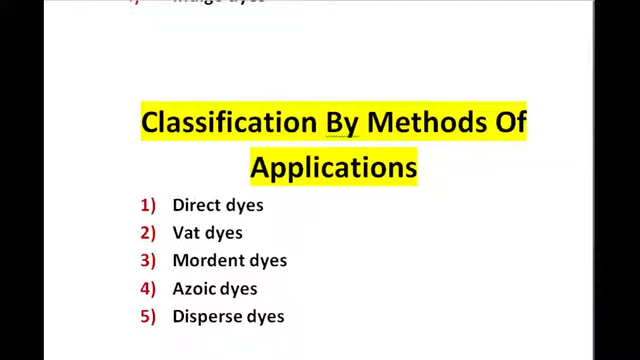 Indigo dyes
Classification By Methods Of
Applications
1) Direct dyes
2) Vat dyes
3) Mordent dyes
4) Azoic dyes
5) Disperse dyes